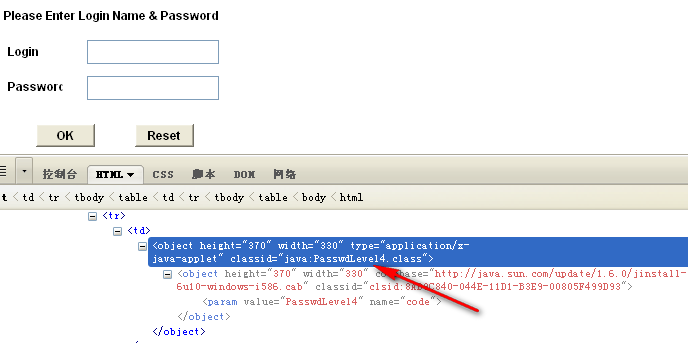 Please Enter Login Name & Password
Login
Password
OK Reset
控制台 HTML CSS 脚本 DOM 网络
t < td < tr < tbody < table < td < tr < tbody < table < body < html
<tr>
<td>
<object height="370" width="330" type="application/x-
java-applet" classid="java:PasswdLevel4.class">
<object height="370" width="330" codebase="http://java.sun.com/update/1.6.0/jinstall-
6u10-windows-i586.cab" classid="clsid:8AD9C840-044E-11D1-B3E9-00805F499D93">
<param value="PasswdLevel4" name="code">
</object>
</object>
</td>